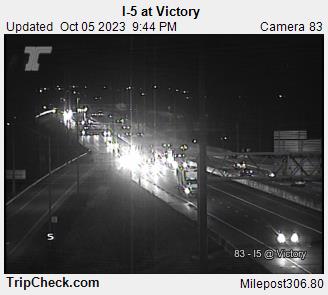 I-5 at Victory
Updated Oct 05 2023 9:44 PM Camera 83
T
S
83 - I5 @ Victory
TripCheck.com Milepost306.80